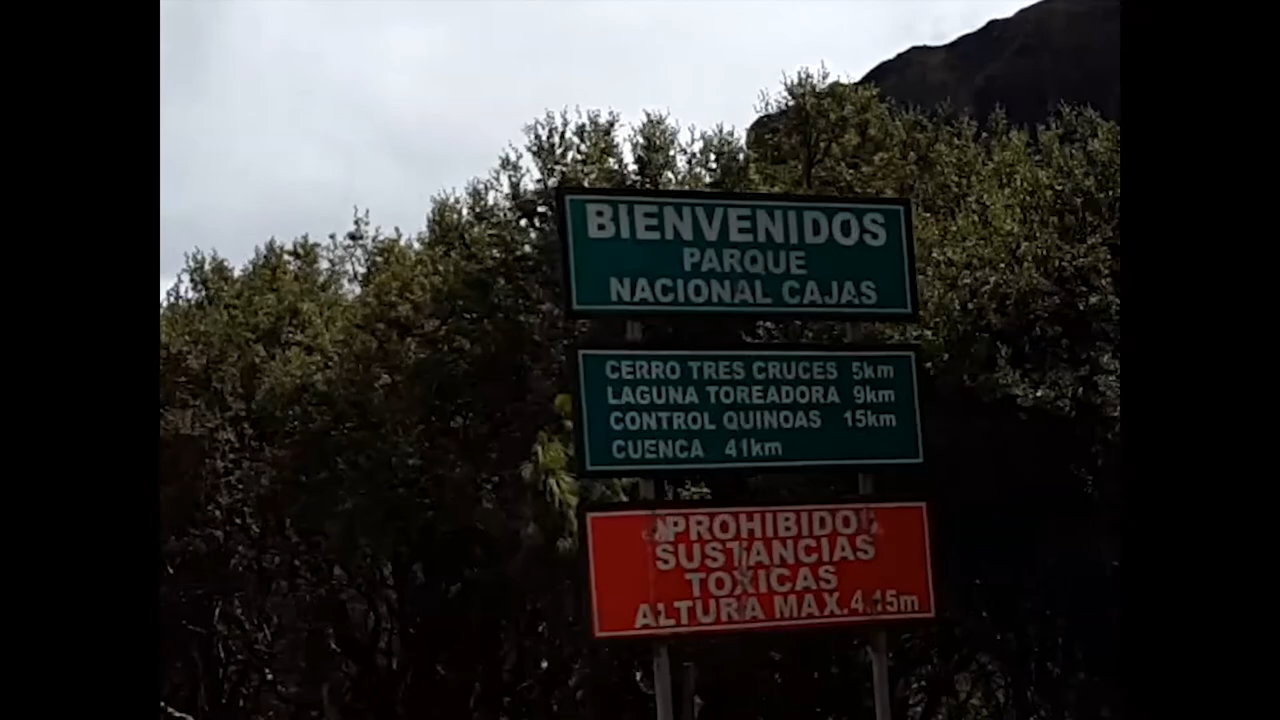 BIENVENIDOS
PARQUE
NACIONAL CAJAS
CERRO TRES CRUCES 5km
LAGUNA TOREADORA 9km
CONTROL QUINOAS 15km
CUENCA 41km
¡PROHIBIDO!
SUSTANCIAS
TOXICAS
ALTURA MAX.4.15m